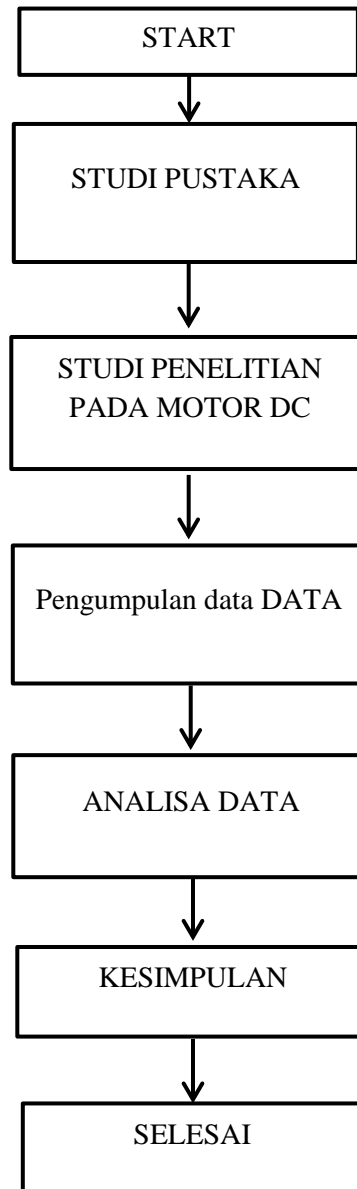 START
STUDI PUSTAKA
STUDI PENELITIAN
PADA MOTOR DC
Pengumpulan data DATA
ANALISA DATA
KESIMPULAN
SELESAI